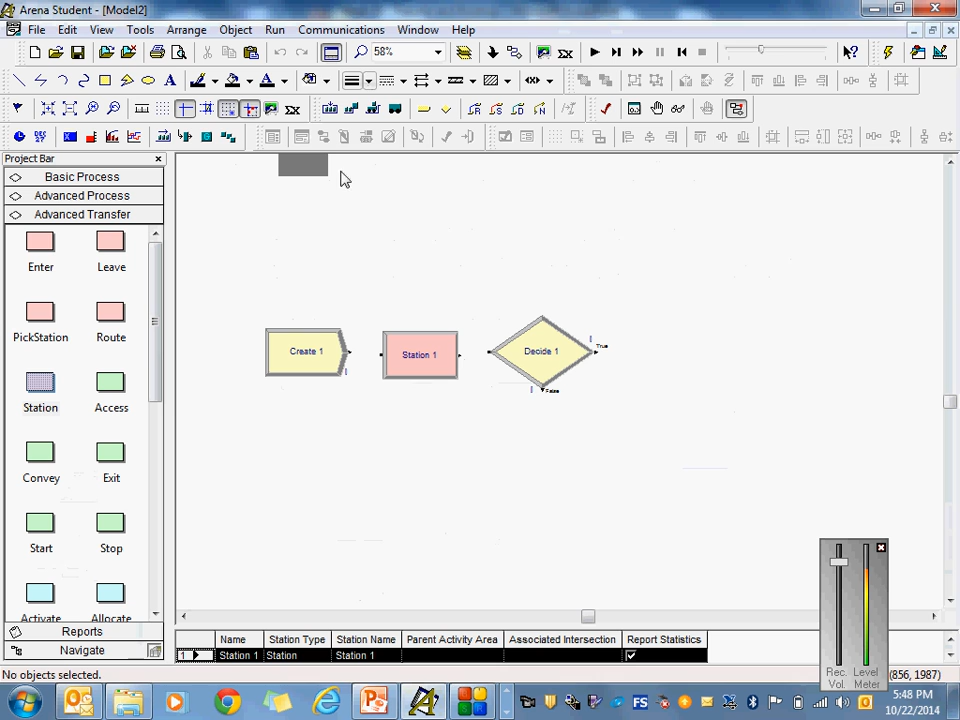 Arena Student - [Model2]
File Edit View Tools Arrange Object Run Communications Window Help
58%
Project Bar
Basic Process
Advanced Process
Advanced Transfer
Enter Leave
PickStation Route
Station Access
Convey Exit
Start Stop
Activate Allocate
Reports
Navigate
Create 1
Station 1
Decide 1
True
False
Name Station Type Station Name Parent Activity Area Associated Intersection Report Statistics
1 Station 1 Station Station 1
Rec. Vol. Level Meter
No objects selected.
(856, 1987)
FS
5:48 PM
10/22/2014